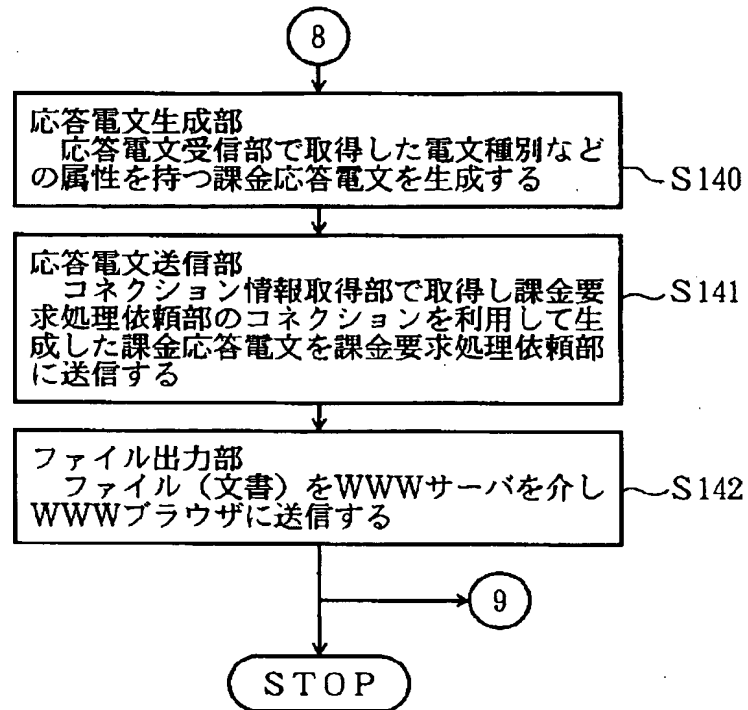 8
応答電文生成部
応答電文受信部で取得した電文種別など
の属性を持つ課金応答電文を生成する
S140
応答電文送信部
コネクション情報取得部で取得し課金要
求処理依頼部のコネクションを利用して生
成した課金応答電文を課金要求処理依頼部
に送信する
S141
ファイル出力部
ファイル（文書）をWWWサーバを介し
WWWブラウザに送信する
S142
9
STOP